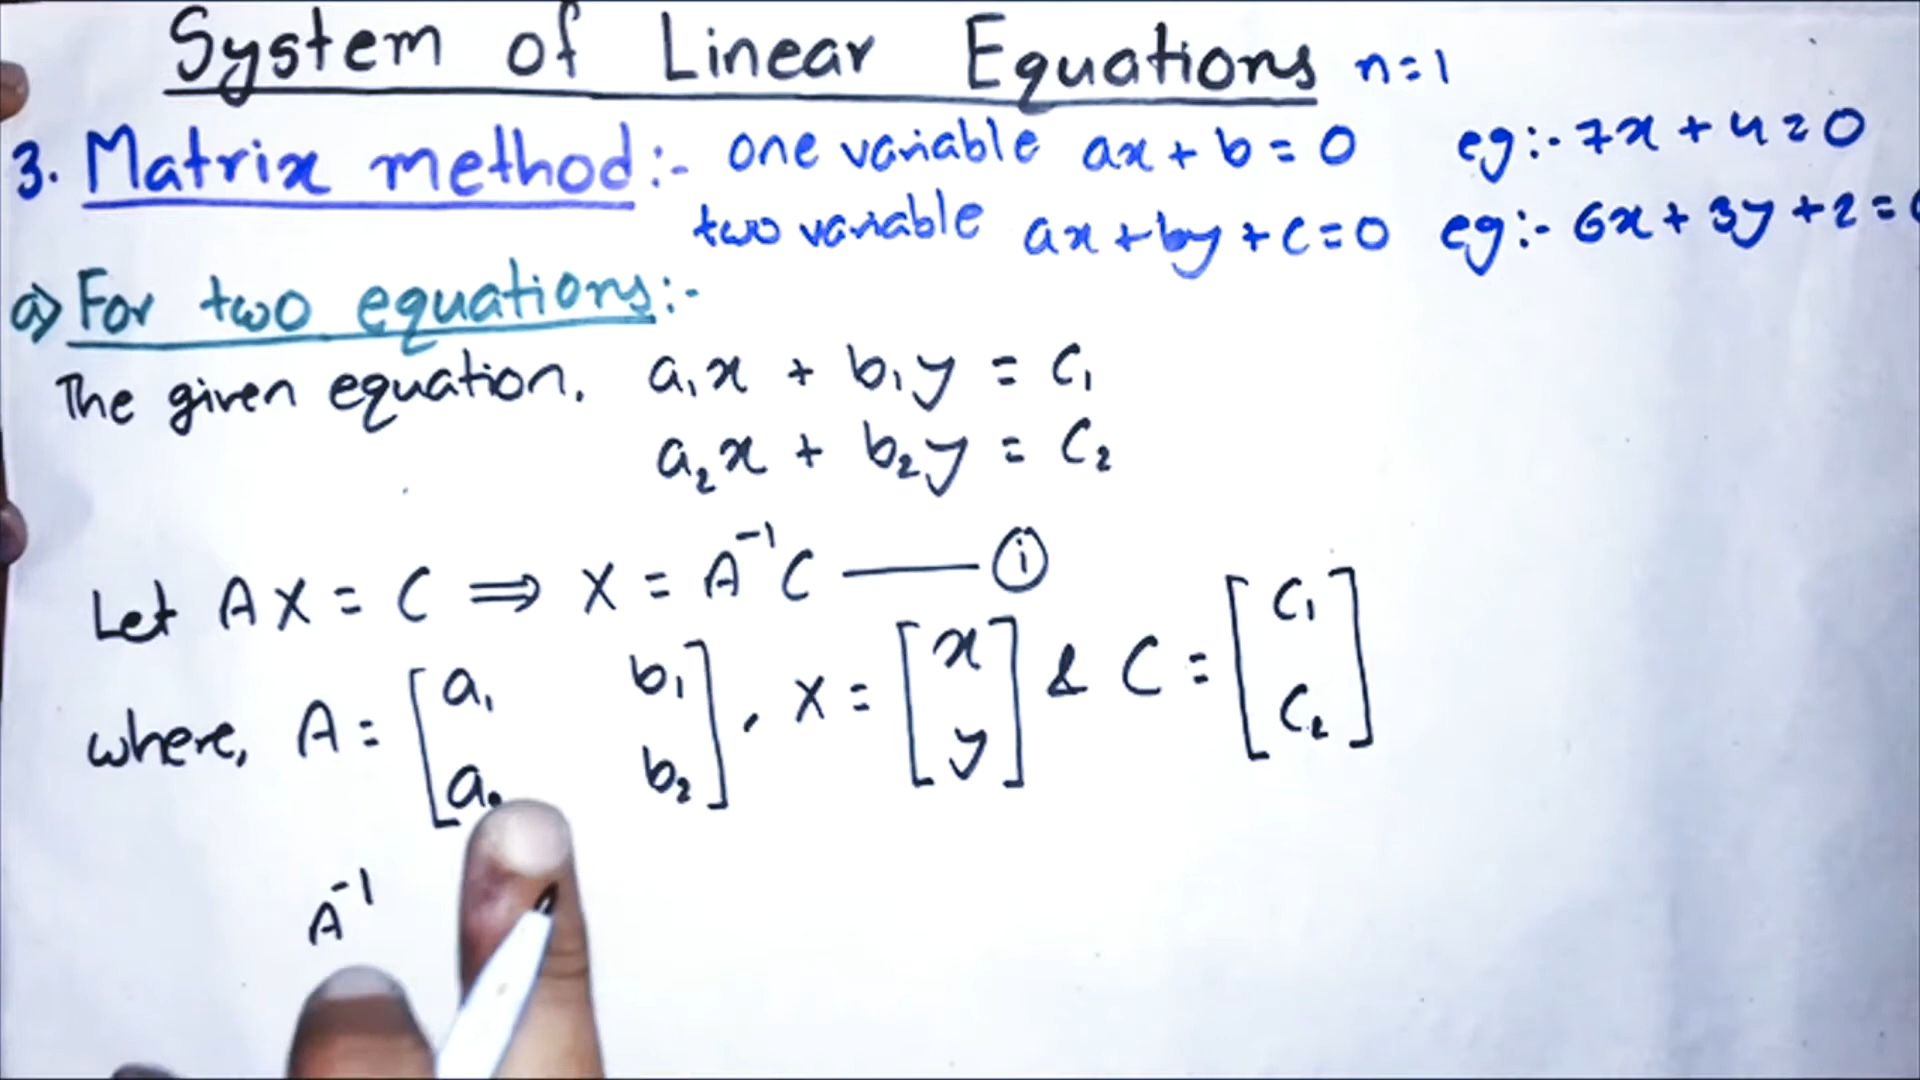 System of Linear Equations n=1
3. Matrix method:- one variable ax + b = 0 eg:- 7x + 4 = 0
two variable ax + by + c = 0 eg:- 6x + 3y + 2 =
a) For two equations:-
The given equation. a₁x + b₁y = C₁
a₂x + b₂y = C₂
Let AX = C ⇒ X = A⁻¹C —— (i)
where, A = [a₁ b₁
a b₂], X = [x
y] & C = [C₁
C₂]
A⁻¹